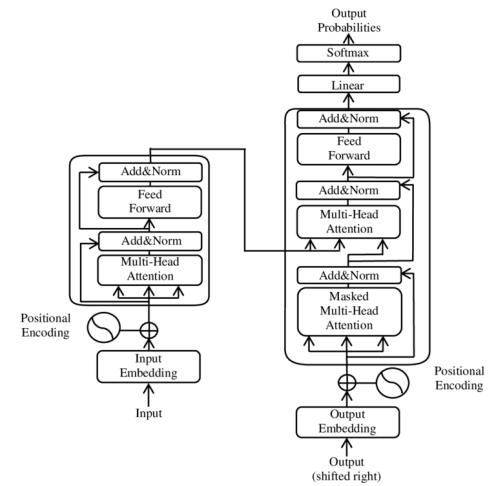 Output
Probabilities
Softmax
Linear
Add&Norm
Feed
Forward
Add&Norm
Multi-Head
Attention
Add&Norm
Masked
Multi-Head
Attention
Positional
Encoding
Output
Embedding
Output
(shifted right)
Add&Norm
Feed
Forward
Add&Norm
Multi-Head
Attention
Positional
Encoding
Input
Embedding
Input